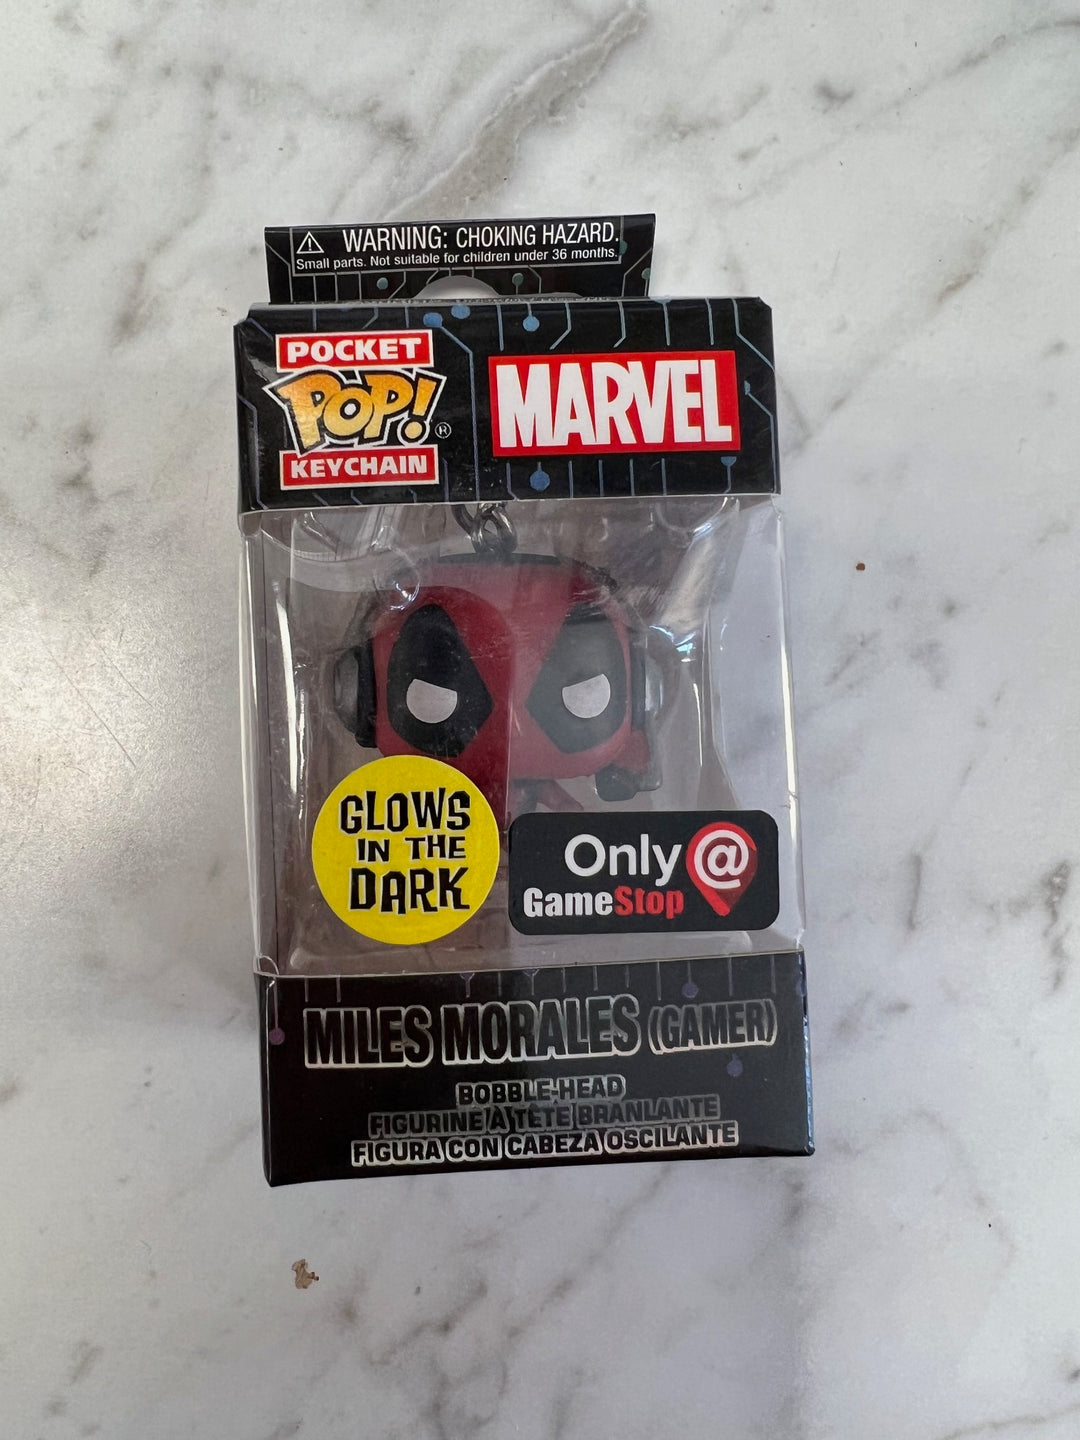 WARNING: CHOKING HAZARD.
Small parts. Not suitable for children under 36 months.
POCKET
POP! ®
KEYCHAIN
MARVEL
GLOWS
IN THE
DARK
Only @
GameStop
MILES MORALES (GAMER)
BOBBLE-HEAD
FIGURINE À TÊTE BRANLANTE
FIGURA CON CABEZA OSCILANTE